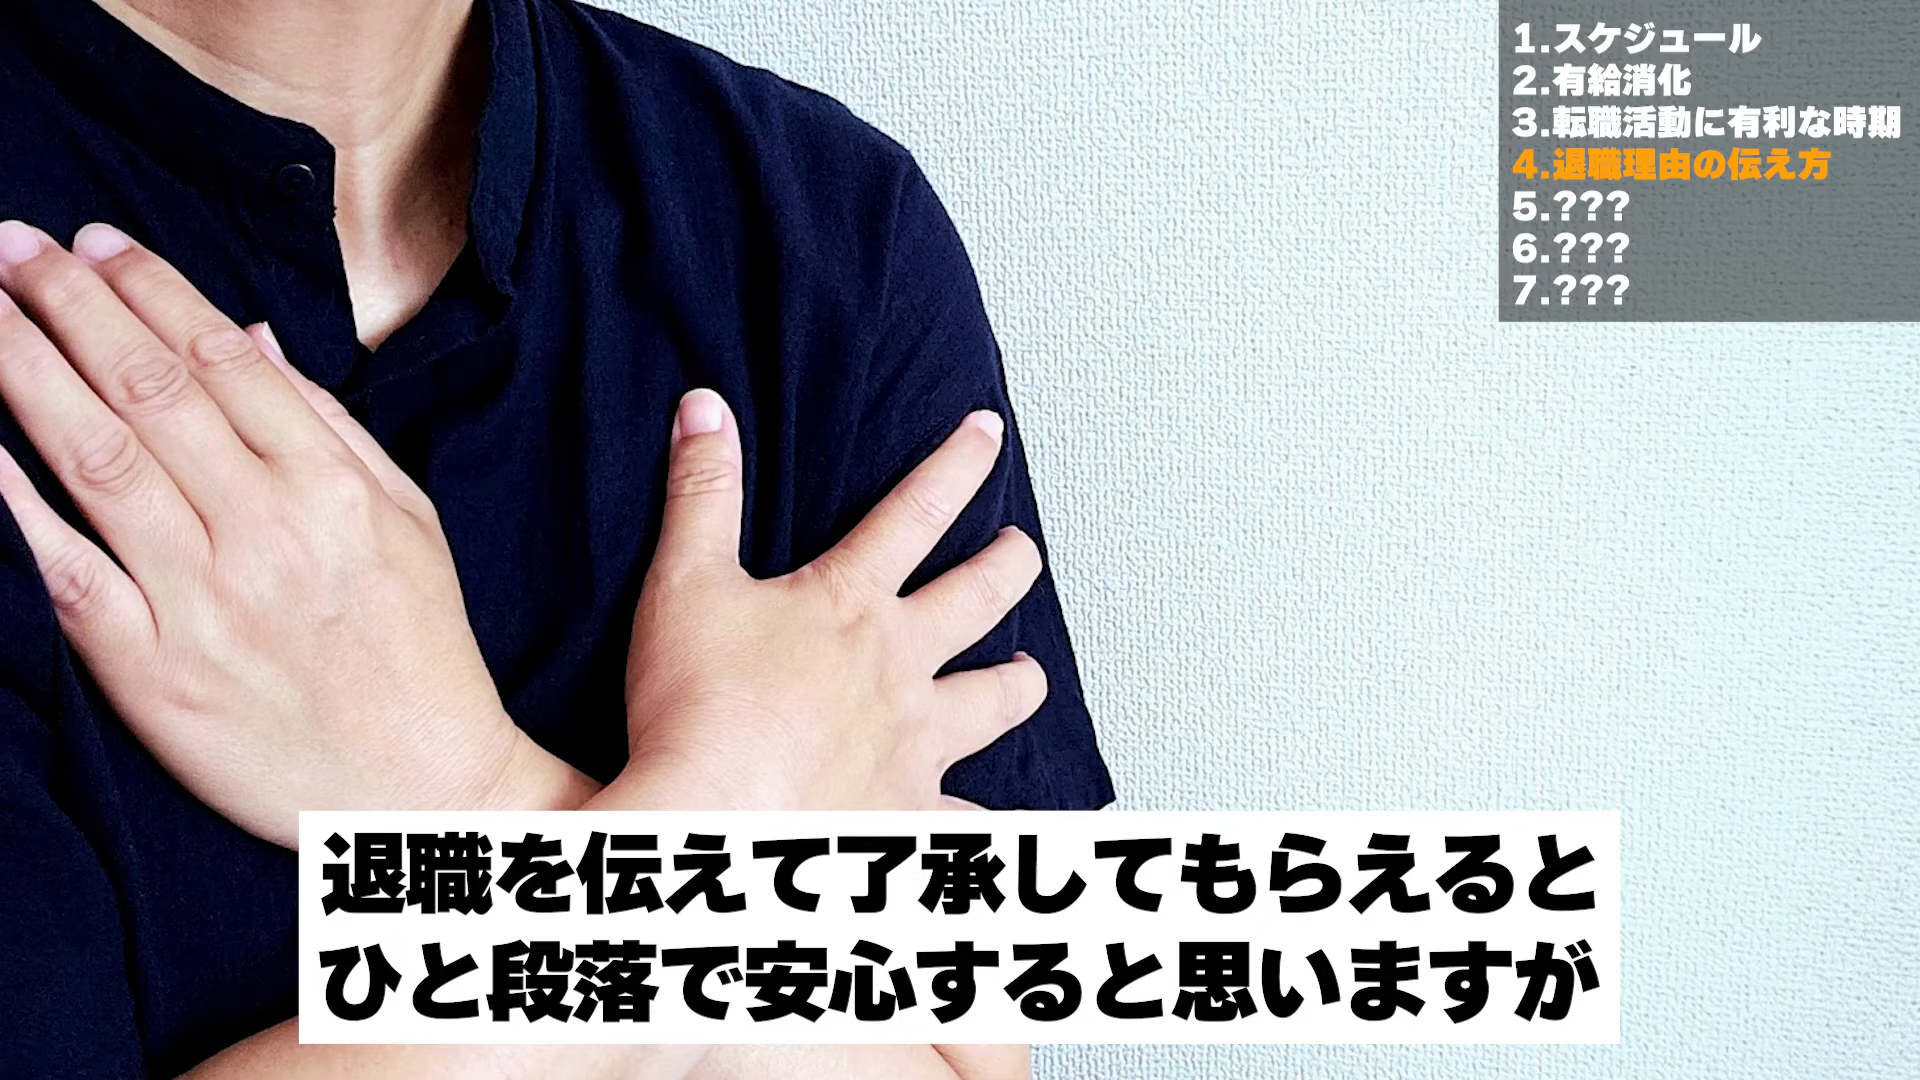 1.スケジュール
2.有給消化
3.転職活動に有利な時期
4.退職理由の伝え方
5.???
6.???
7.???
退職を伝えて了承してもらえると
ひと段落で安心すると思いますが